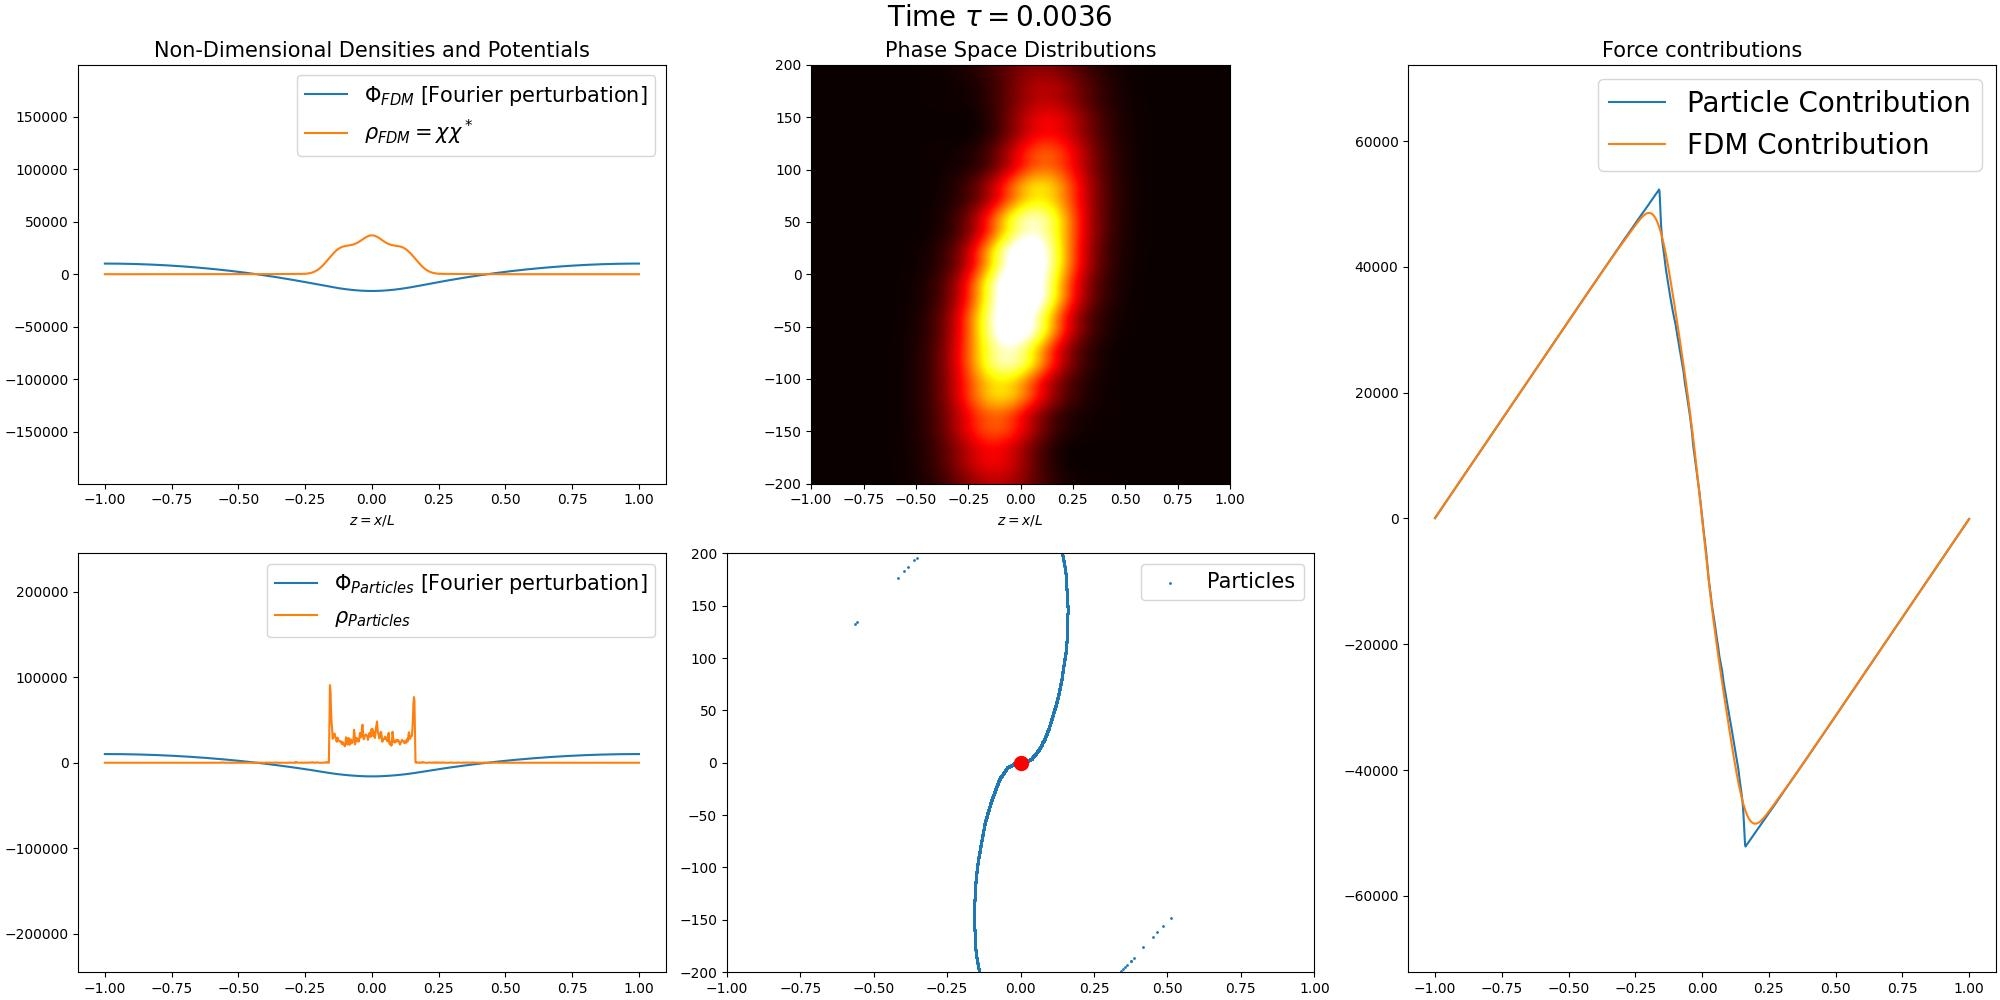 Time τ = 0.0036
Non-Dimensional Densities and Potentials
Φ_FDM [Fourier perturbation]
ρ_FDM = χχ*
150000
100000
50000
0
−50000
−100000
−150000
−1.00 −0.75 −0.50 −0.25 0.00 0.25 0.50 0.75 1.00
z = x/L
Phase Space Distributions
200
150
100
50
0
−50
−100
−150
−200
−1.00 −0.75 −0.50 −0.25 0.00 0.25 0.50 0.75 1.00
z = x/L
Force contributions
Particle Contribution
FDM Contribution
60000
40000
20000
0
−20000
−40000
−60000
−1.00 −0.75 −0.50 −0.25 0.00 0.25 0.50 0.75 1.00
Φ_Particles [Fourier perturbation]
ρ_Particles
200000
100000
0
−100000
−200000
−1.00 −0.75 −0.50 −0.25 0.00 0.25 0.50 0.75 1.00
Particles
200
150
100
50
0
−50
−100
−150
−200
−1.00 −0.75 −0.50 −0.25 0.00 0.25 0.50 0.75 1.00